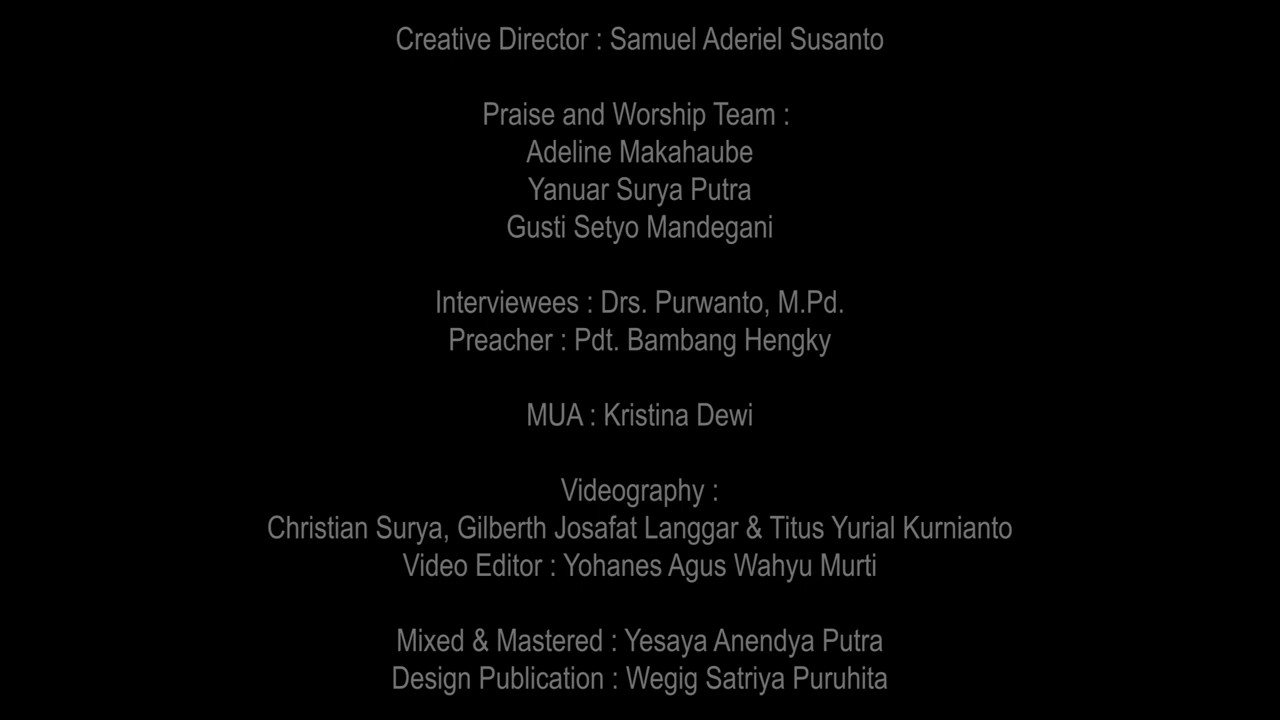 Creative Director : Samuel Aderiel Susanto
Praise and Worship Team :
Adeline Makahaube
Yanuar Surya Putra
Gusti Setyo Mandegani
Interviewees : Drs. Purwanto, M.Pd.
Preacher : Pdt. Bambang Hengky
MUA : Kristina Dewi
Videography :
Christian Surya, Gilberth Josafat Langgar & Titus Yurial Kurnianto
Video Editor : Yohanes Agus Wahyu Murti
Mixed & Mastered : Yesaya Anendya Putra
Design Publication : Wegig Satriya Puruhita